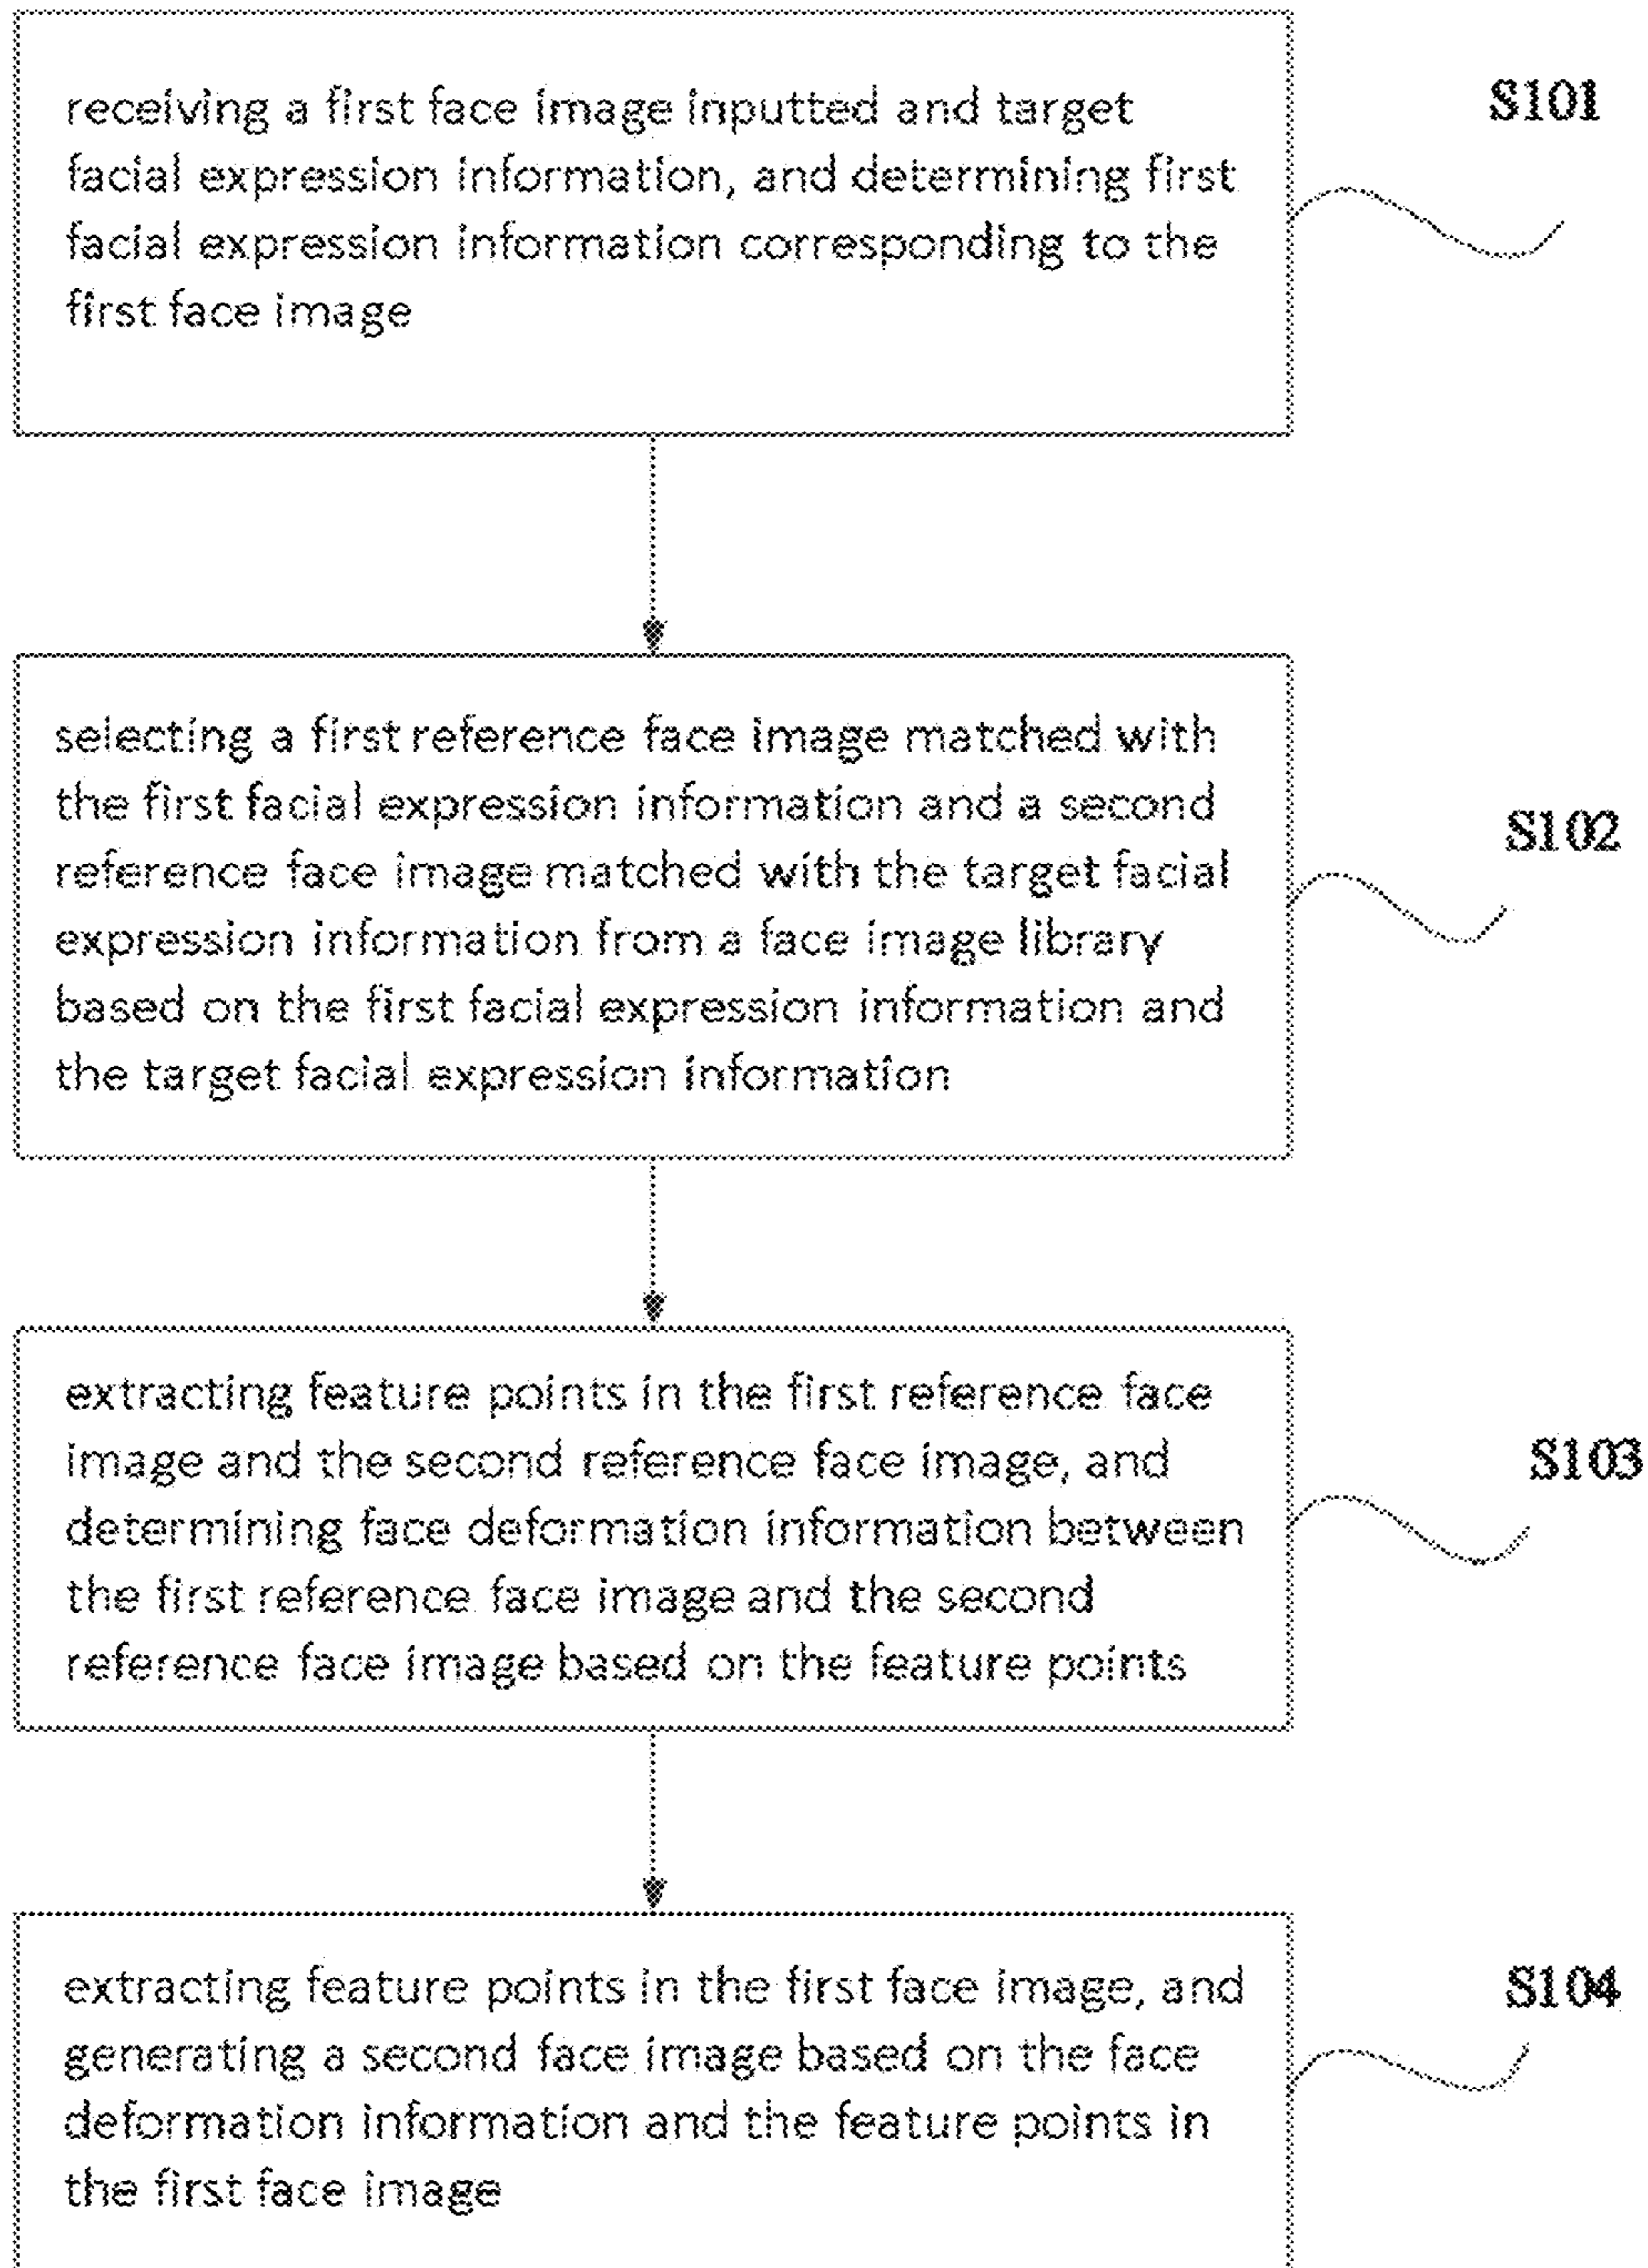 receiving a first face image inputted and target
facial expression information, and determining first
facial expression information corresponding to the
first face image
S101
selecting a first reference face image matched with
the first facial expression information and a second
reference face image matched with the target facial
expression information from a face image library
based on the first facial expression information and
the target facial expression information
S102
extracting feature points in the first reference face
image and the second reference face image, and
determining face deformation information between
the first reference face image and the second
reference face image based on the feature points
S103
extracting feature points in the first face image, and
generating a second face image based on the face
deformation information and the feature points in
the first face image
S104